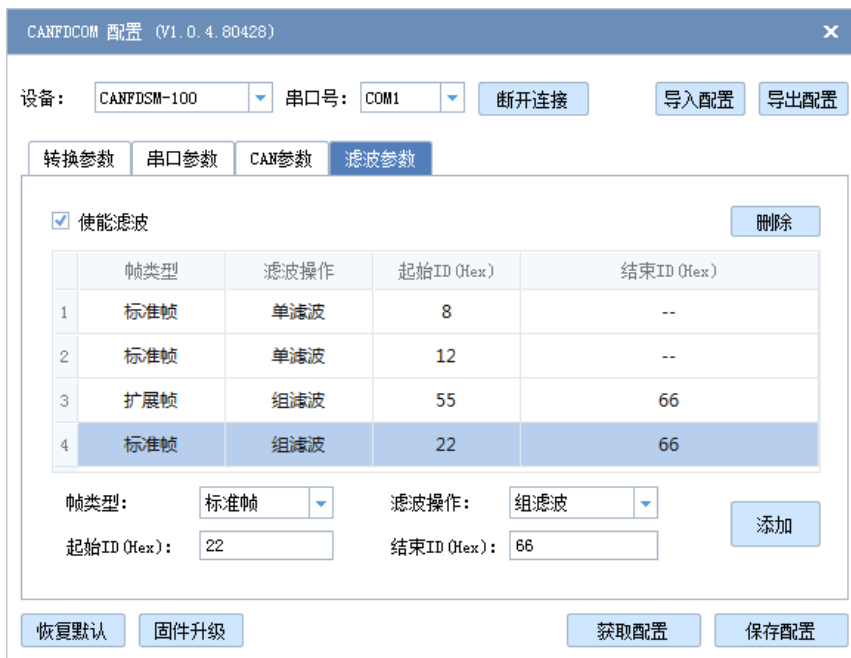 CANFDCOM 配置 (V1.0.4.80428)
设备： CANFDSM-100 串口号： COM1 断开连接 导入配置 导出配置
转换参数 串口参数 CAN参数 滤波参数
使能滤波 删除
帧类型 滤波操作 起始ID(Hex) 结束ID(Hex)
1 标准帧 单滤波 8 --
2 标准帧 单滤波 12 --
3 扩展帧 组滤波 55 66
4 标准帧 组滤波 22 66
帧类型： 标准帧 滤波操作： 组滤波
添加
起始ID(Hex)： 22 结束ID(Hex)： 66
恢复默认 固件升级 获取配置 保存配置